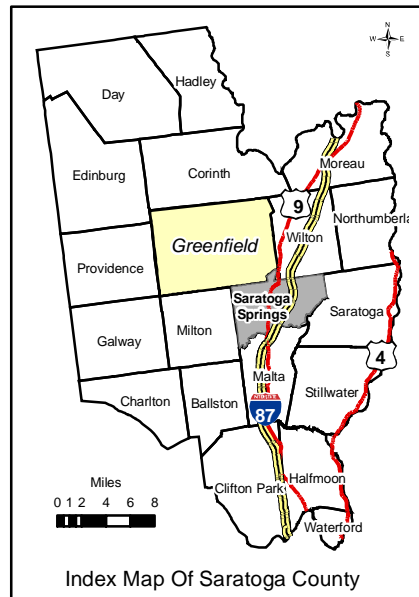 N
W E
S
Hadley
Day
Moreau
Edinburg
Corinth
9
Northumberla
Wilton
Greenfield
Providence
Saratoga
Springs
Saratoga
Galway
Milton
4
Malta
Stillwater
Charlton
Ballston
87
Miles
0 1 2 4 6 8
Clifton Park
Halfmoon
Waterford
Index Map Of Saratoga County